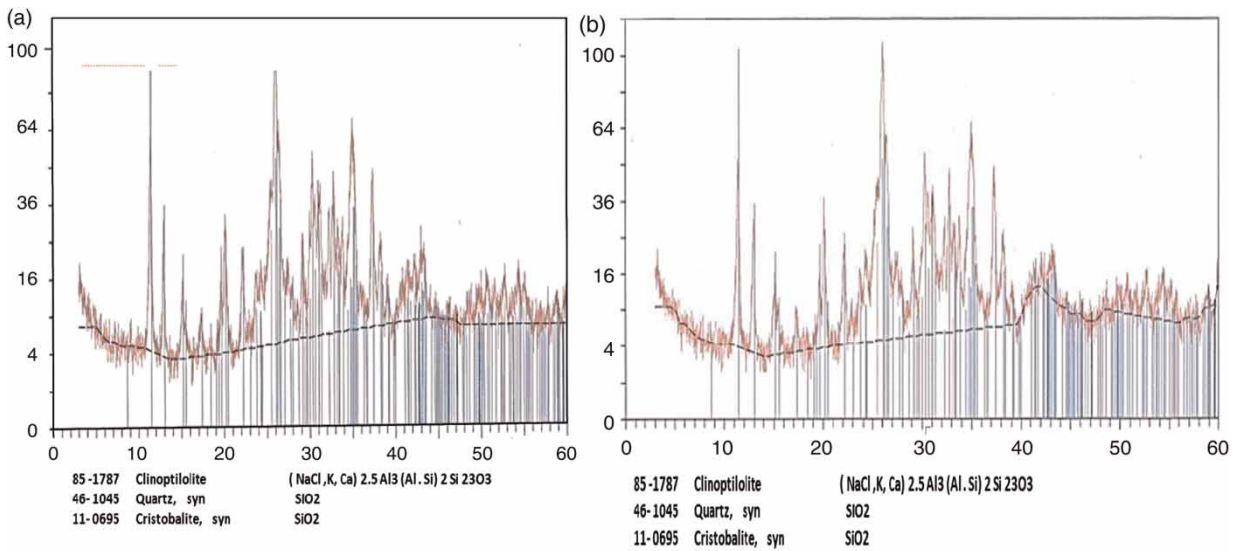 (a)
100
64
36
16
4
0
0 10 20 30 40 50 60
85-1787 Clinoptilolite ( NaCl ,K, Ca) 2.5 Al3 (Al . Si) 2 Si 23O3
46-1045 Quartz, syn SIO2
11-0695 Cristobalite, syn SiO2
(b)
100
64
36
16
4
0
0 10 20 30 40 50 60
85-1787 Clinoptilolite ( NaCl ,K, Ca) 2.5 Al3 (Al . Si) 2 Si 23O3
46-1045 Quartz, syn SIO2
11-0695 Cristobalite, syn SiO2